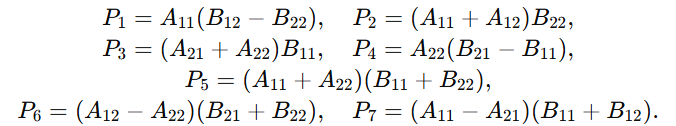 P₁ = A₁₁(B₁₂ − B₂₂), P₂ = (A₁₁ + A₁₂)B₂₂,
P₃ = (A₂₁ + A₂₂)B₁₁, P₄ = A₂₂(B₂₁ − B₁₁),
P₅ = (A₁₁ + A₂₂)(B₁₁ + B₂₂),
P₆ = (A₁₂ − A₂₂)(B₂₁ + B₂₂), P₇ = (A₁₁ − A₂₁)(B₁₁ + B₁₂).